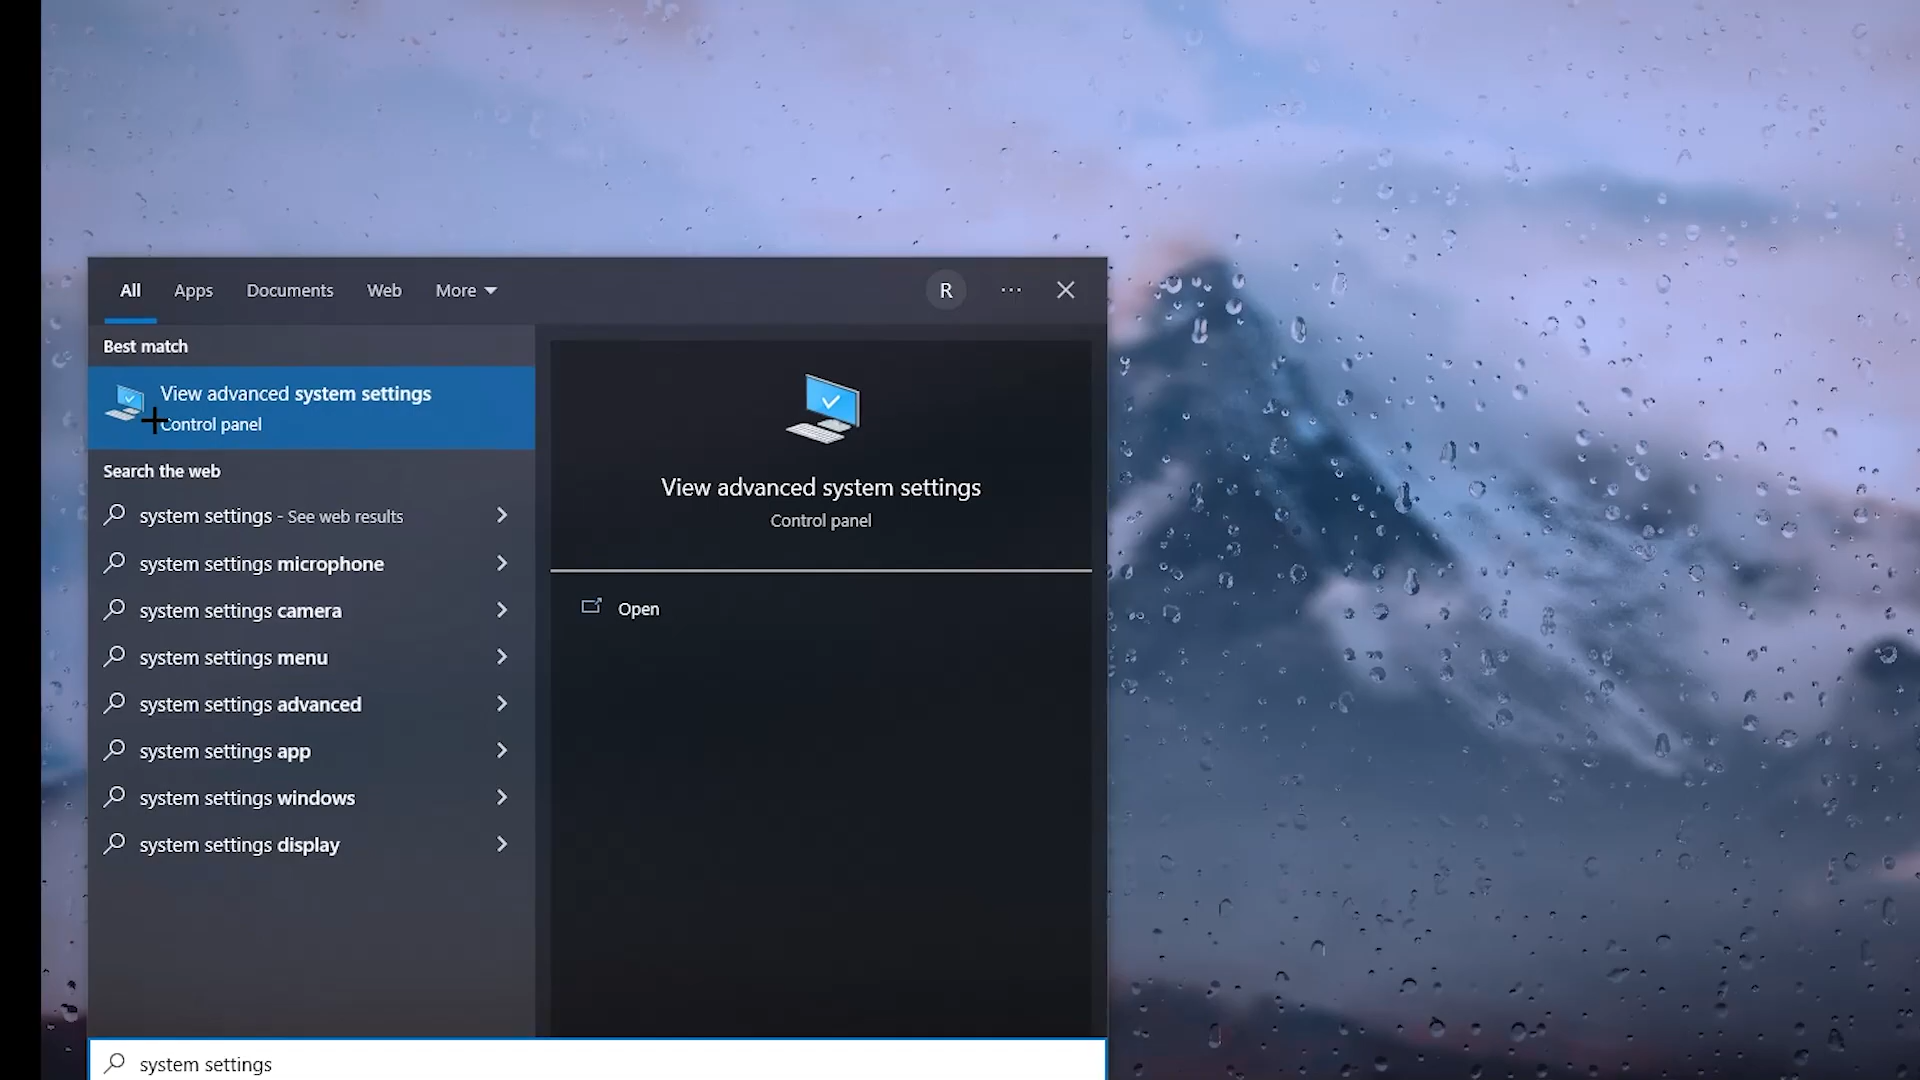 All Apps Documents Web More R
Best match
View advanced system settings
Control panel
Search the web
system settings - See web results
system settings microphone
system settings camera
system settings menu
system settings advanced
system settings app
system settings windows
system settings display
View advanced system settings
Control panel
Open
system settings